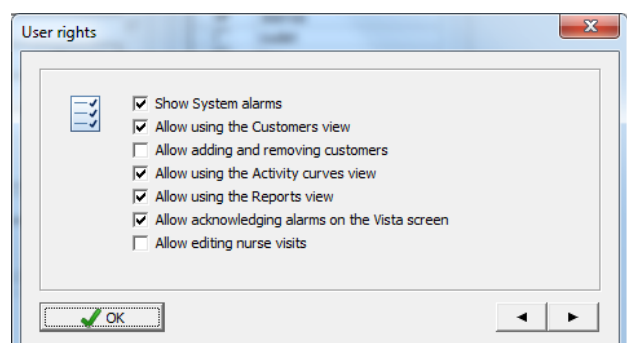 User rights
Show System alarms
Allow using the Customers view
Allow adding and removing customers
Allow using the Activity curves view
Allow using the Reports view
Allow acknowledging alarms on the Vista screen
Allow editing nurse visits
OK